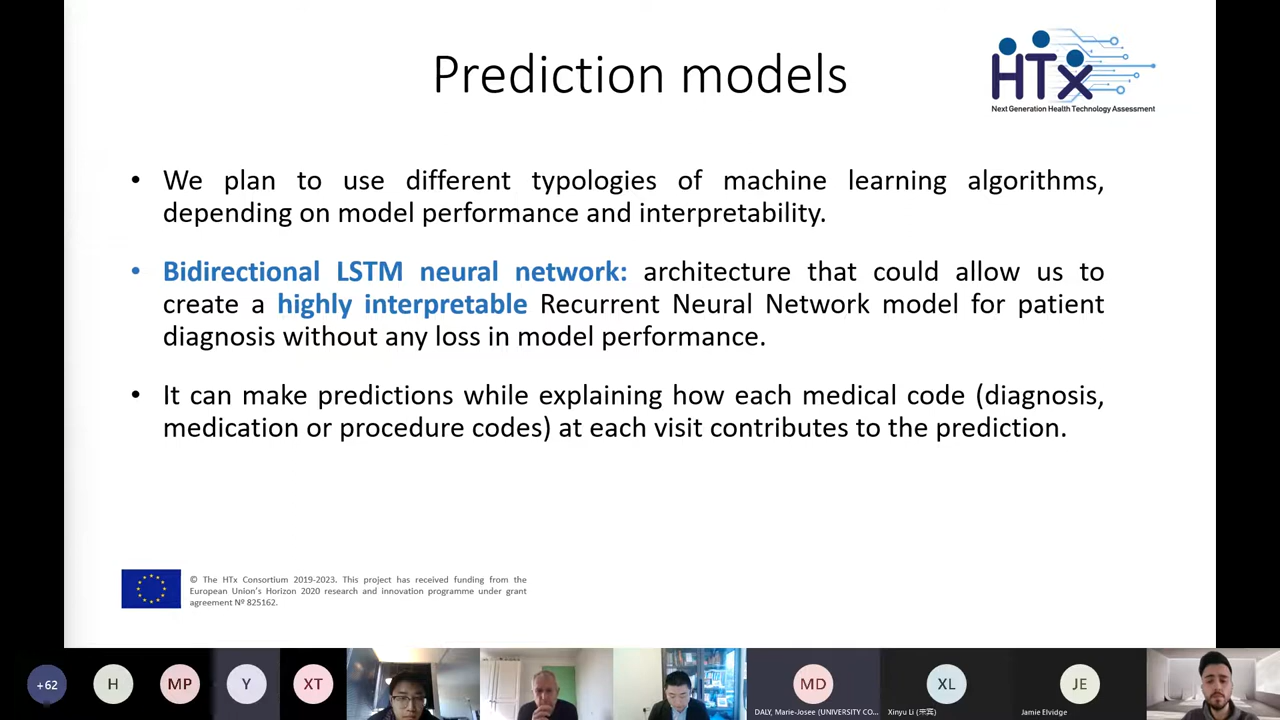 Prediction models
HTx
Next Generation Health Technology Assessment
• We plan to use different typologies of machine learning algorithms,
depending on model performance and interpretability.
• Bidirectional LSTM neural network: architecture that could allow us to
create a highly interpretable Recurrent Neural Network model for patient
diagnosis without any loss in model performance.
• It can make predictions while explaining how each medical code (diagnosis,
medication or procedure codes) at each visit contributes to the prediction.
© The HTx Consortium 2019-2023. This project has received funding from the
European Union's Horizon 2020 research and innovation programme under grant
agreement Nº 825162.
+62
H
MP
Y
XT
MD
XL
JE
DALY, Marie-Josee (UNIVERSITY CO...
Xinyu Li (宋宾)
Jamie Elvidge